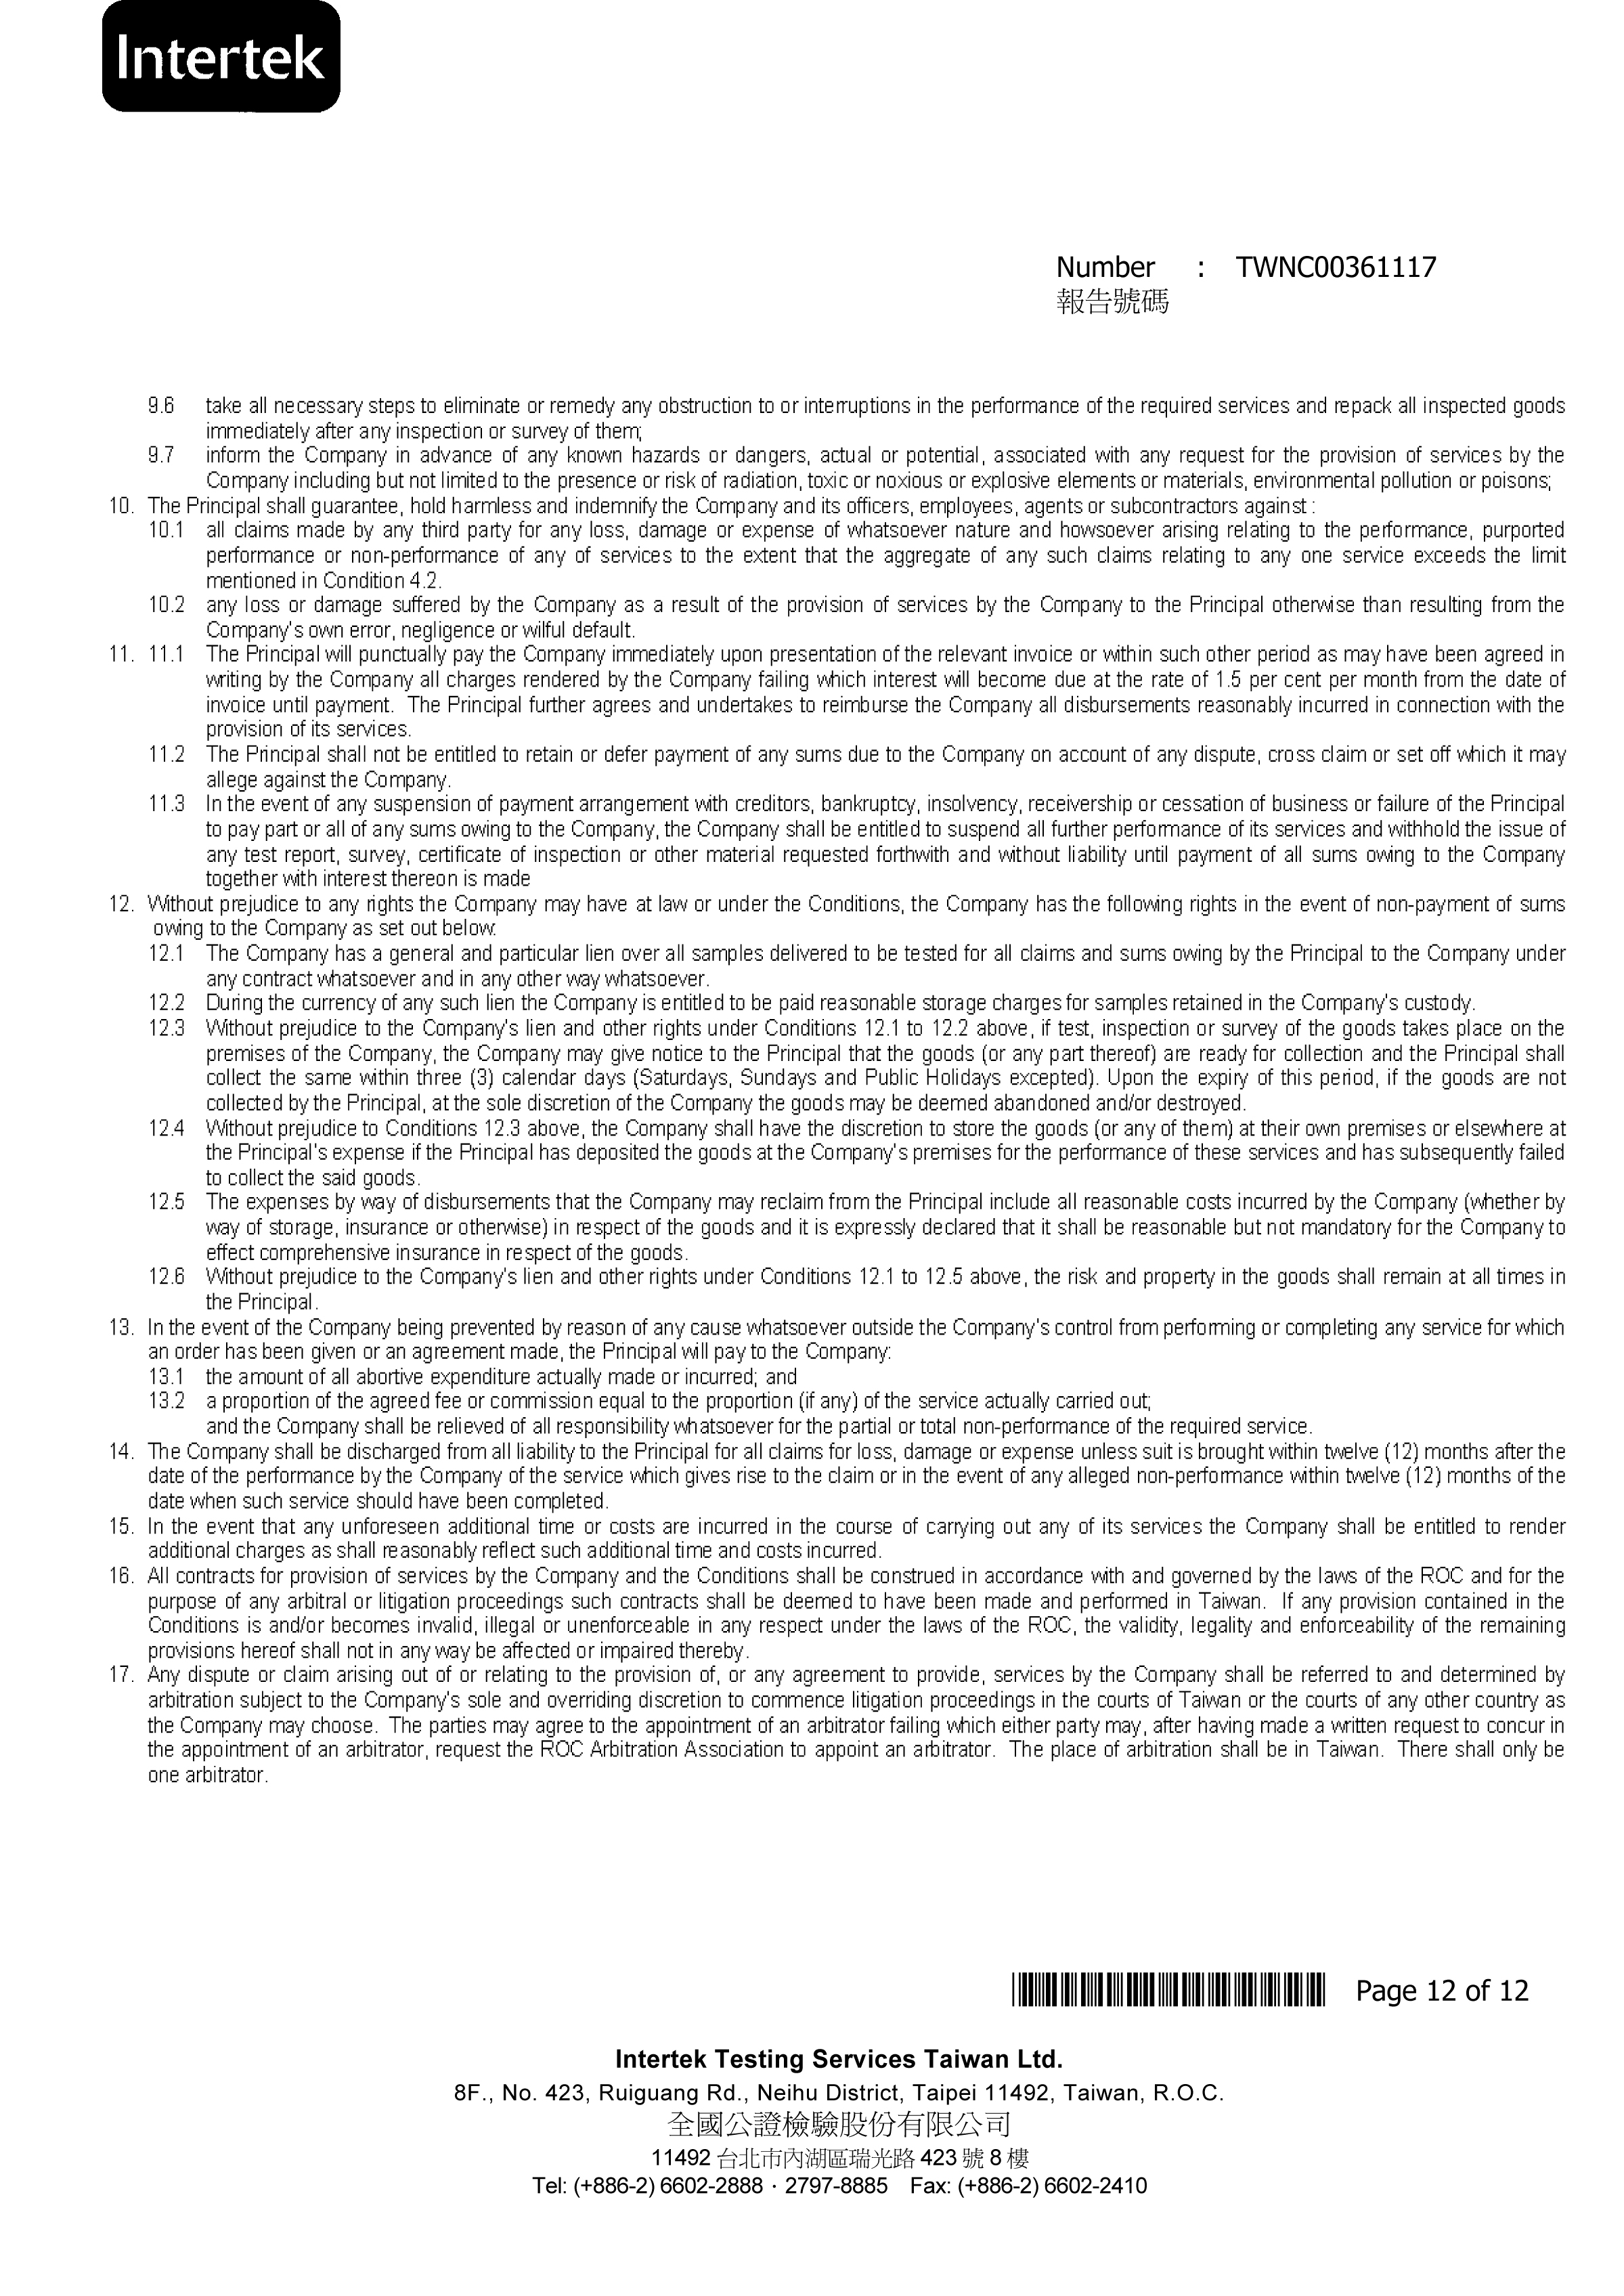 Intertek
Number : TWNC00361117
報告號碼
9.6 take all necessary steps to eliminate or remedy any obstruction to or interruptions in the performance of the required services and repack all inspected goods
immediately after any inspection or survey of them;
9.7 inform the Company in advance of any known hazards or dangers, actual or potential, associated with any request for the provision of services by the
Company including but not limited to the presence or risk of radiation, toxic or noxious or explosive elements or materials, environmental pollution or poisons;
10. The Principal shall guarantee, hold harmless and indemnify the Company and its officers, employees, agents or subcontractors against :
10.1 all claims made by any third party for any loss, damage or expense of whatsoever nature and howsoever arising relating to the performance, purported
performance or non-performance of any of services to the extent that the aggregate of any such claims relating to any one service exceeds the limit
mentioned in Condition 4.2.
10.2 any loss or damage suffered by the Company as a result of the provision of services by the Company to the Principal otherwise than resulting from the
Company's own error, negligence or wilful default.
11. 11.1 The Principal will punctually pay the Company immediately upon presentation of the relevant invoice or within such other period as may have been agreed in
writing by the Company all charges rendered by the Company failing which interest will become due at the rate of 1.5 per cent per month from the date of
invoice until payment. The Principal further agrees and undertakes to reimburse the Company all disbursements reasonably incurred in connection with the
provision of its services.
11.2 The Principal shall not be entitled to retain or defer payment of any sums due to the Company on account of any dispute, cross claim or set off which it may
allege against the Company.
11.3 In the event of any suspension of payment arrangement with creditors, bankruptcy, insolvency, receivership or cessation of business or failure of the Principal
to pay part or all of any sums owing to the Company, the Company shall be entitled to suspend all further performance of its services and withhold the issue of
any test report, survey, certificate of inspection or other material requested forthwith and without liability until payment of all sums owing to the Company
together with interest thereon is made
12. Without prejudice to any rights the Company may have at law or under the Conditions, the Company has the following rights in the event of non-payment of sums
owing to the Company as set out below:
12.1 The Company has a general and particular lien over all samples delivered to be tested for all claims and sums owing by the Principal to the Company under
any contract whatsoever and in any other way whatsoever.
12.2 During the currency of any such lien the Company is entitled to be paid reasonable storage charges for samples retained in the Company's custody.
12.3 Without prejudice to the Company's lien and other rights under Conditions 12.1 to 12.2 above, if test, inspection or survey of the goods takes place on the
premises of the Company, the Company may give notice to the Principal that the goods (or any part thereof) are ready for collection and the Principal shall
collect the same within three (3) calendar days (Saturdays, Sundays and Public Holidays excepted). Upon the expiry of this period, if the goods are not
collected by the Principal, at the sole discretion of the Company the goods may be deemed abandoned and/or destroyed.
12.4 Without prejudice to Conditions 12.3 above, the Company shall have the discretion to store the goods (or any of them) at their own premises or elsewhere at
the Principal's expense if the Principal has deposited the goods at the Company's premises for the performance of these services and has subsequently failed
to collect the said goods.
12.5 The expenses by way of disbursements that the Company may reclaim from the Principal include all reasonable costs incurred by the Company (whether by
way of storage, insurance or otherwise) in respect of the goods and it is expressly declared that it shall be reasonable but not mandatory for the Company to
effect comprehensive insurance in respect of the goods.
12.6 Without prejudice to the Company's lien and other rights under Conditions 12.1 to 12.5 above, the risk and property in the goods shall remain at all times in
the Principal.
13. In the event of the Company being prevented by reason of any cause whatsoever outside the Company's control from performing or completing any service for which
an order has been given or an agreement made, the Principal will pay to the Company:
13.1 the amount of all abortive expenditure actually made or incurred; and
13.2 a proportion of the agreed fee or commission equal to the proportion (if any) of the service actually carried out;
and the Company shall be relieved of all responsibility whatsoever for the partial or total non-performance of the required service.
14. The Company shall be discharged from all liability to the Principal for all claims for loss, damage or expense unless suit is brought within twelve (12) months after the
date of the performance by the Company of the service which gives rise to the claim or in the event of any alleged non-performance within twelve (12) months of the
date when such service should have been completed.
15. In the event that any unforeseen additional time or costs are incurred in the course of carrying out any of its services the Company shall be entitled to render
additional charges as shall reasonably reflect such additional time and costs incurred.
16. All contracts for provision of services by the Company and the Conditions shall be construed in accordance with and governed by the laws of the ROC and for the
purpose of any arbitral or litigation proceedings such contracts shall be deemed to have been made and performed in Taiwan. If any provision contained in the
Conditions is and/or becomes invalid, illegal or unenforceable in any respect under the laws of the ROC, the validity, legality and enforceability of the remaining
provisions hereof shall not in any way be affected or impaired thereby.
17. Any dispute or claim arising out of or relating to the provision of, or any agreement to provide, services by the Company shall be referred to and determined by
arbitration subject to the Company's sole and overriding discretion to commence litigation proceedings in the courts of Taiwan or the courts of any other country as
the Company may choose. The parties may agree to the appointment of an arbitrator failing which either party may, after having made a written request to concur in
the appointment of an arbitrator, request the ROC Arbitration Association to appoint an arbitrator. The place of arbitration shall be in Taiwan. There shall only be
one arbitrator.
Page 12 of 12
Intertek Testing Services Taiwan Ltd.
8F., No. 423, Ruiguang Rd., Neihu District, Taipei 11492, Taiwan, R.O.C.
全國公證檢驗股份有限公司
11492 台北市內湖區瑞光路 423 號 8 樓
Tel: (+886-2) 6602-2888 · 2797-8885 Fax: (+886-2) 6602-2410